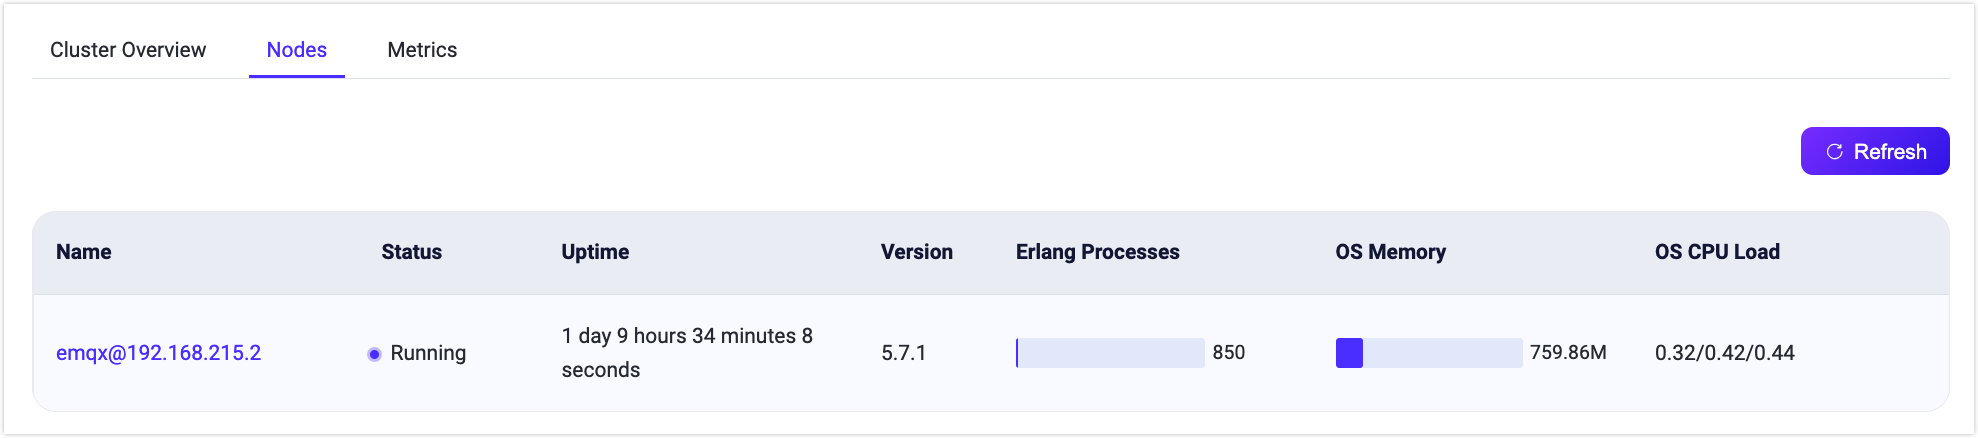 Cluster Overview Nodes Metrics
Refresh
Name Status Uptime Version Erlang Processes OS Memory OS CPU Load
emqx@192.168.215.2 Running 1 day 9 hours 34 minutes 8 seconds 5.7.1 850 759.86M 0.32/0.42/0.44